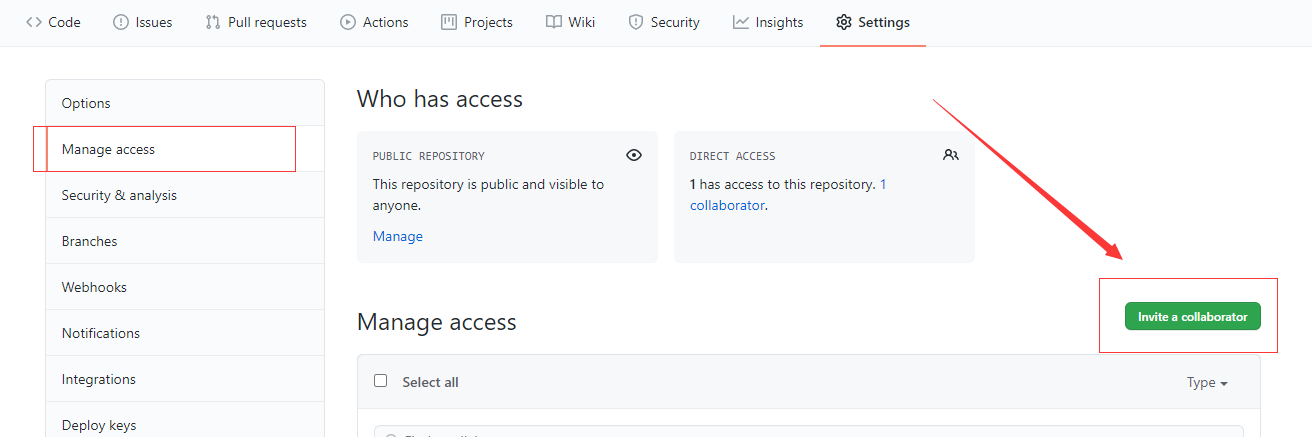 Code Issues Pull requests Actions Projects Wiki Security Insights Settings
Options
Manage access
Security & analysis
Branches
Webhooks
Notifications
Integrations
Deploy keys
Who has access
PUBLIC REPOSITORY
This repository is public and visible to
anyone.
Manage
DIRECT ACCESS
1 has access to this repository. 1
collaborator.
Manage access
Invite a collaborator
Select all
Type